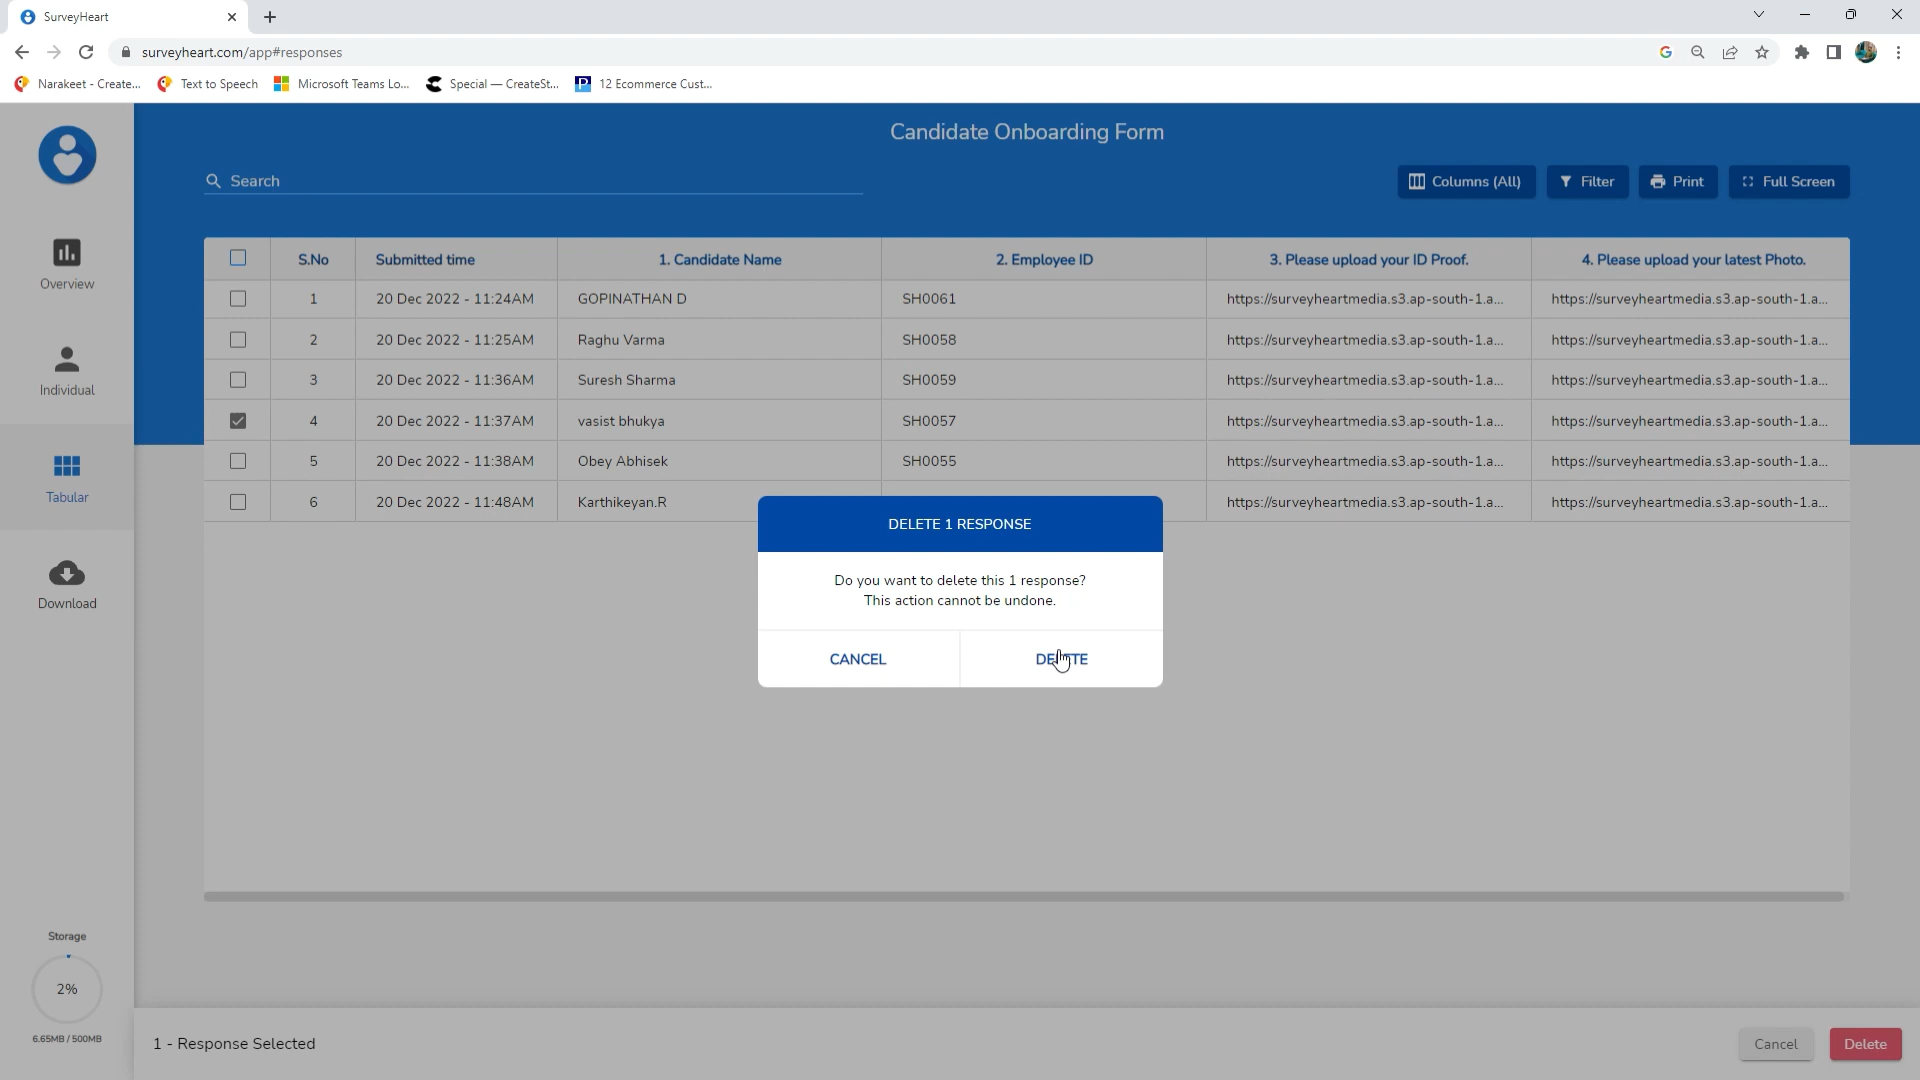 SurveyHeart
surveyheart.com/app#responses
Narakeet - Create... Text to Speech Microsoft Teams Lo... Special — CreateSt... 12 Ecommerce Cust...
Candidate Onboarding Form
Search Columns (All) Filter Print Full Screen
S.No Submitted time 1. Candidate Name 2. Employee ID 3. Please upload your ID Proof. 4. Please upload your latest Photo.
1 20 Dec 2022 - 11:24AM GOPINATHAN D SH0061 https://surveyheartmedia.s3.ap-south-1.a... https://surveyheartmedia.s3.ap-south-1.a...
2 20 Dec 2022 - 11:25AM Raghu Varma SH0058 https://surveyheartmedia.s3.ap-south-1.a... https://surveyheartmedia.s3.ap-south-1.a...
3 20 Dec 2022 - 11:36AM Suresh Sharma SH0059 https://surveyheartmedia.s3.ap-south-1.a... https://surveyheartmedia.s3.ap-south-1.a...
4 20 Dec 2022 - 11:37AM vasist bhukya SH0057 https://surveyheartmedia.s3.ap-south-1.a... https://surveyheartmedia.s3.ap-south-1.a...
5 20 Dec 2022 - 11:38AM Obey Abhisek SH0055 https://surveyheartmedia.s3.ap-south-1.a... https://surveyheartmedia.s3.ap-south-1.a...
6 20 Dec 2022 - 11:48AM Karthikeyan.R https://surveyheartmedia.s3.ap-south-1.a... https://surveyheartmedia.s3.ap-south-1.a...
Overview
Individual
Tabular
Download
DELETE 1 RESPONSE
Do you want to delete this 1 response?
This action cannot be undone.
CANCEL DELETE
Storage
2%
6.65MB / 500MB
1 - Response Selected Cancel Delete